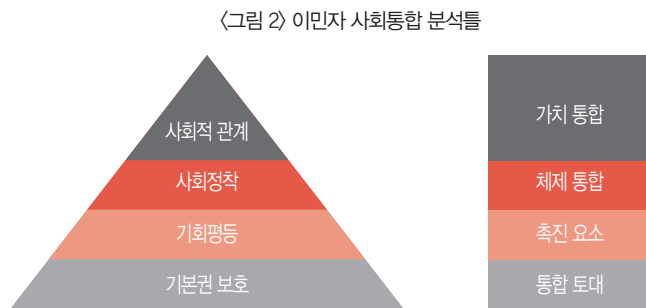 <그림 2> 이민자 사회통합 분석틀
사회적 관계
사회정착
기회평등
기본권 보호
가치 통합
체제 통합
촉진 요소
통합 토대